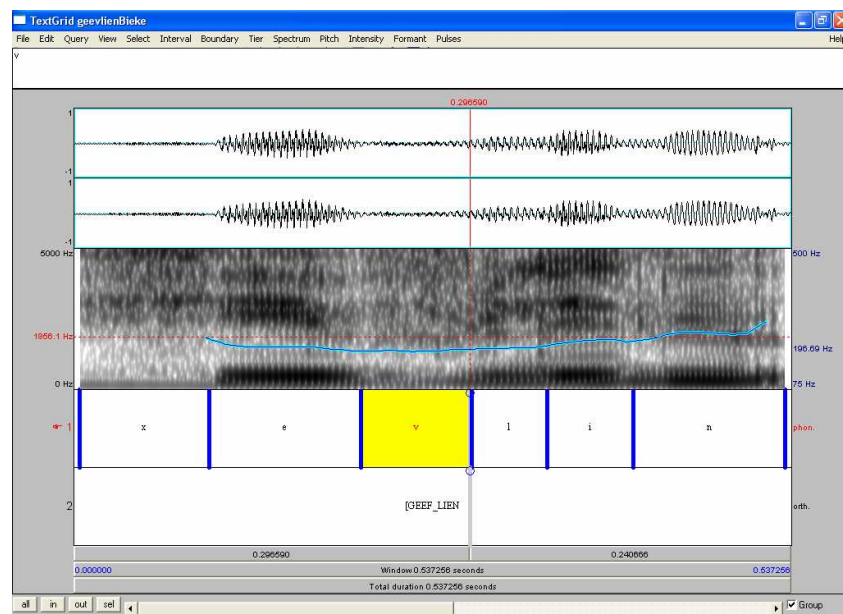 TextGrid geevlienBieke
File Edit Query View Select Interval Boundary Tier Spectrum Pitch Intensity Formant Pulses Help
v
0.296590
1
-1
1
-1
5000 Hz 500 Hz
1856.1 Hz
196.69 Hz
0 Hz 75 Hz
1 x e v l i n phon.
2 [GEEF_LIEN orth.
0.296590 0.240666
0.000000 Window 0.537256 seconds 0.537256
Total duration 0.537256 seconds
all in out sel Group